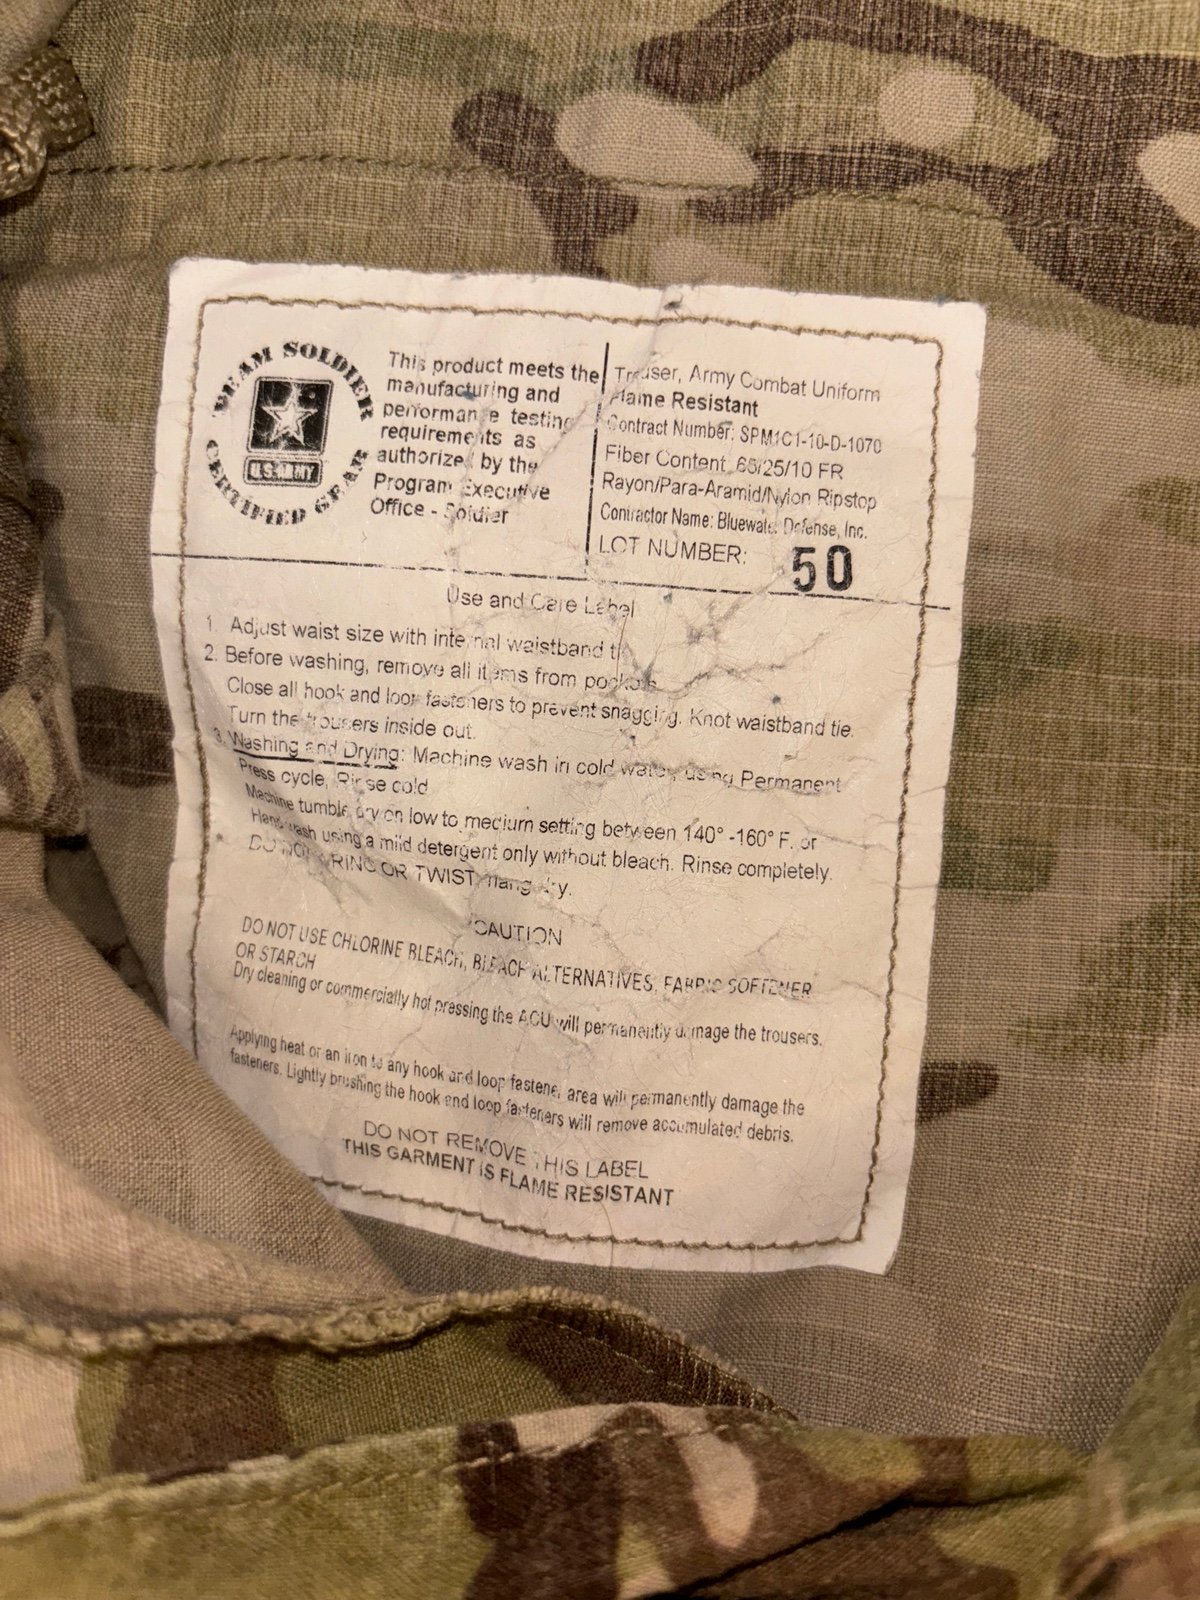 TEAM SOLDIER
U.S. ARMY
CERTIFIED GEAR
This product meets the
manufacturing and
performance testing
requirements as
authorized by the
Program Executive
Office - Soldier
Trouser, Army Combat Uniform
Flame Resistant
Contract Number: SPM1C1-10-D-1070
Fiber Content 65/25/10 FR
Rayon/Para-Aramid/Nylon Ripstop
Contractor Name: Bluewater Defense, Inc.
LOT NUMBER: 50
Use and Care Label
1. Adjust waist size with internal waistband tie
2. Before washing, remove all items from pockets
Close all hook and loop fasteners to prevent snagging. Knot waistband tie.
Turn the trousers inside out.
3. Washing and Drying: Machine wash in cold water using Permanent
Press cycle, Rinse cold
Machine tumble dry on low to medium setting between 140° -160° F. or
Hand wash using a mild detergent only without bleach. Rinse completely.
DO NOT WRING OR TWIST, hang dry.
CAUTION
DO NOT USE CHLORINE BLEACH, BLEACH ALTERNATIVES, FABRIC SOFTENER
OR STARCH
Dry cleaning or commercially hot pressing the ACU will permanently damage the trousers.
Applying heat or an iron to any hook and loop fastener area will permanently damage the
fasteners. Lightly brushing the hook and loop fasteners will remove accumulated debris.
DO NOT REMOVE THIS LABEL
THIS GARMENT IS FLAME RESISTANT